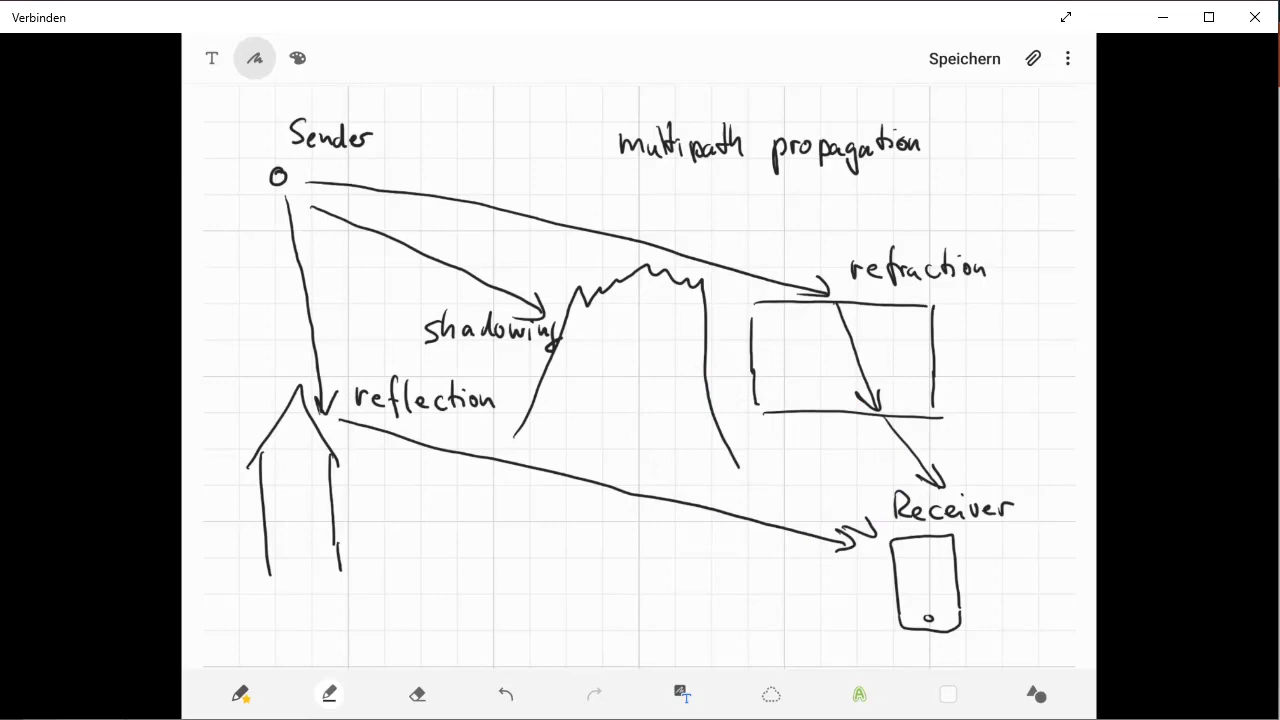 Verbinden
T
Speichern
Sender
multipath propagation
refraction
shadowing
reflection
Receiver